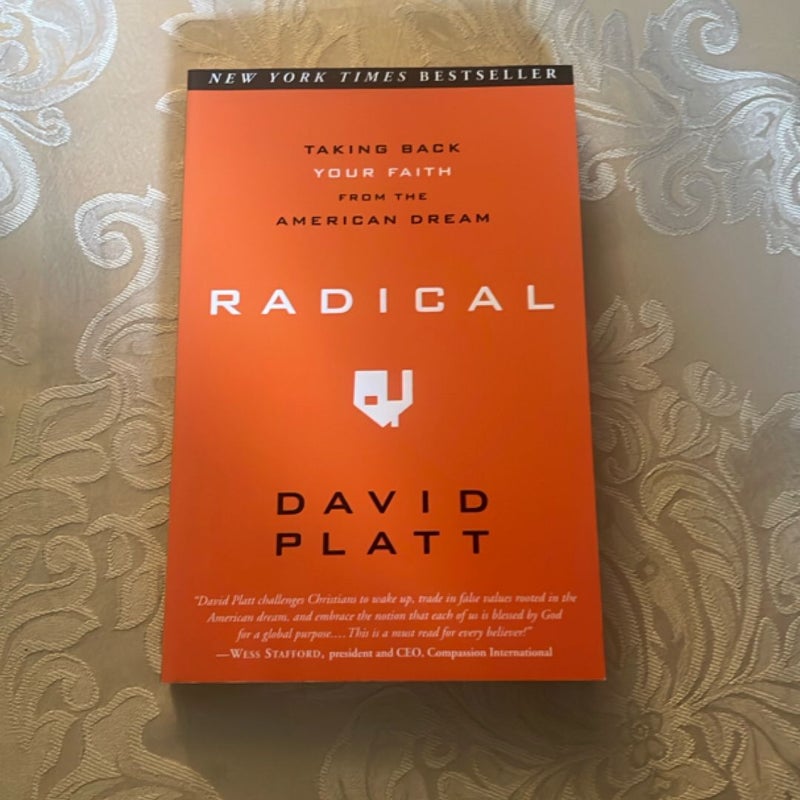 NEW YORK TIMES BESTSELLER
TAKING BACK
YOUR FAITH
FROM THE
AMERICAN DREAM
RADICAL
DAVID
PLATT
"David Platt challenges Christians to wake up, trade in false values rooted in the
American dream, and embrace the notion that each of us is blessed by God
for a global purpose.... This is a must read for every believer!"
—WESS STAFFORD, president and CEO, Compassion International